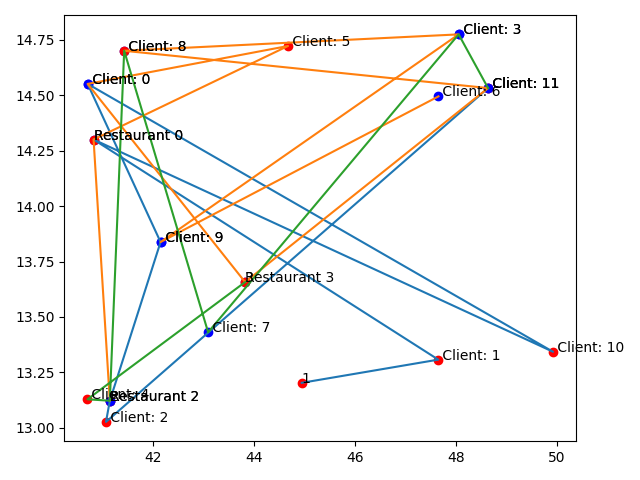 14.75
14.50
14.25
14.00
13.75
13.50
13.25
13.00
42
44
46
48
50
Client: 3
Client: 5
Client: 8
Client: 0
Client: 11
Client: 6
Restaurant 0
Client: 9
Restaurant 3
Client: 7
Client: 10
Client: 1
1
Client: 4
Restaurant 2
Client: 2